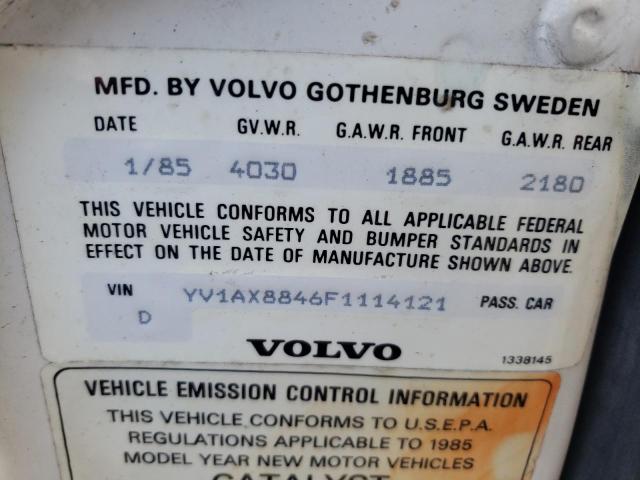 MFD. BY VOLVO GOTHENBURG SWEDEN
DATE GV.W.R. G.A.W.R. FRONT G.A.W.R. REAR
1/85 4030 1885 2180
THIS VEHICLE CONFORMS TO ALL APPLICABLE FEDERAL
MOTOR VEHICLE SAFETY AND BUMPER STANDARDS IN
EFFECT ON THE DATE OF MANUFACTURE SHOWN ABOVE.
VIN YV1AX8846F1114121 PASS. CAR
D
VOLVO
1338145
VEHICLE EMISSION CONTROL INFORMATION
THIS VEHICLE CONFORMS TO U.S.E.P.A.
REGULATIONS APPLICABLE TO 1985
MODEL YEAR NEW MOTOR VEHICLES
CATALYST